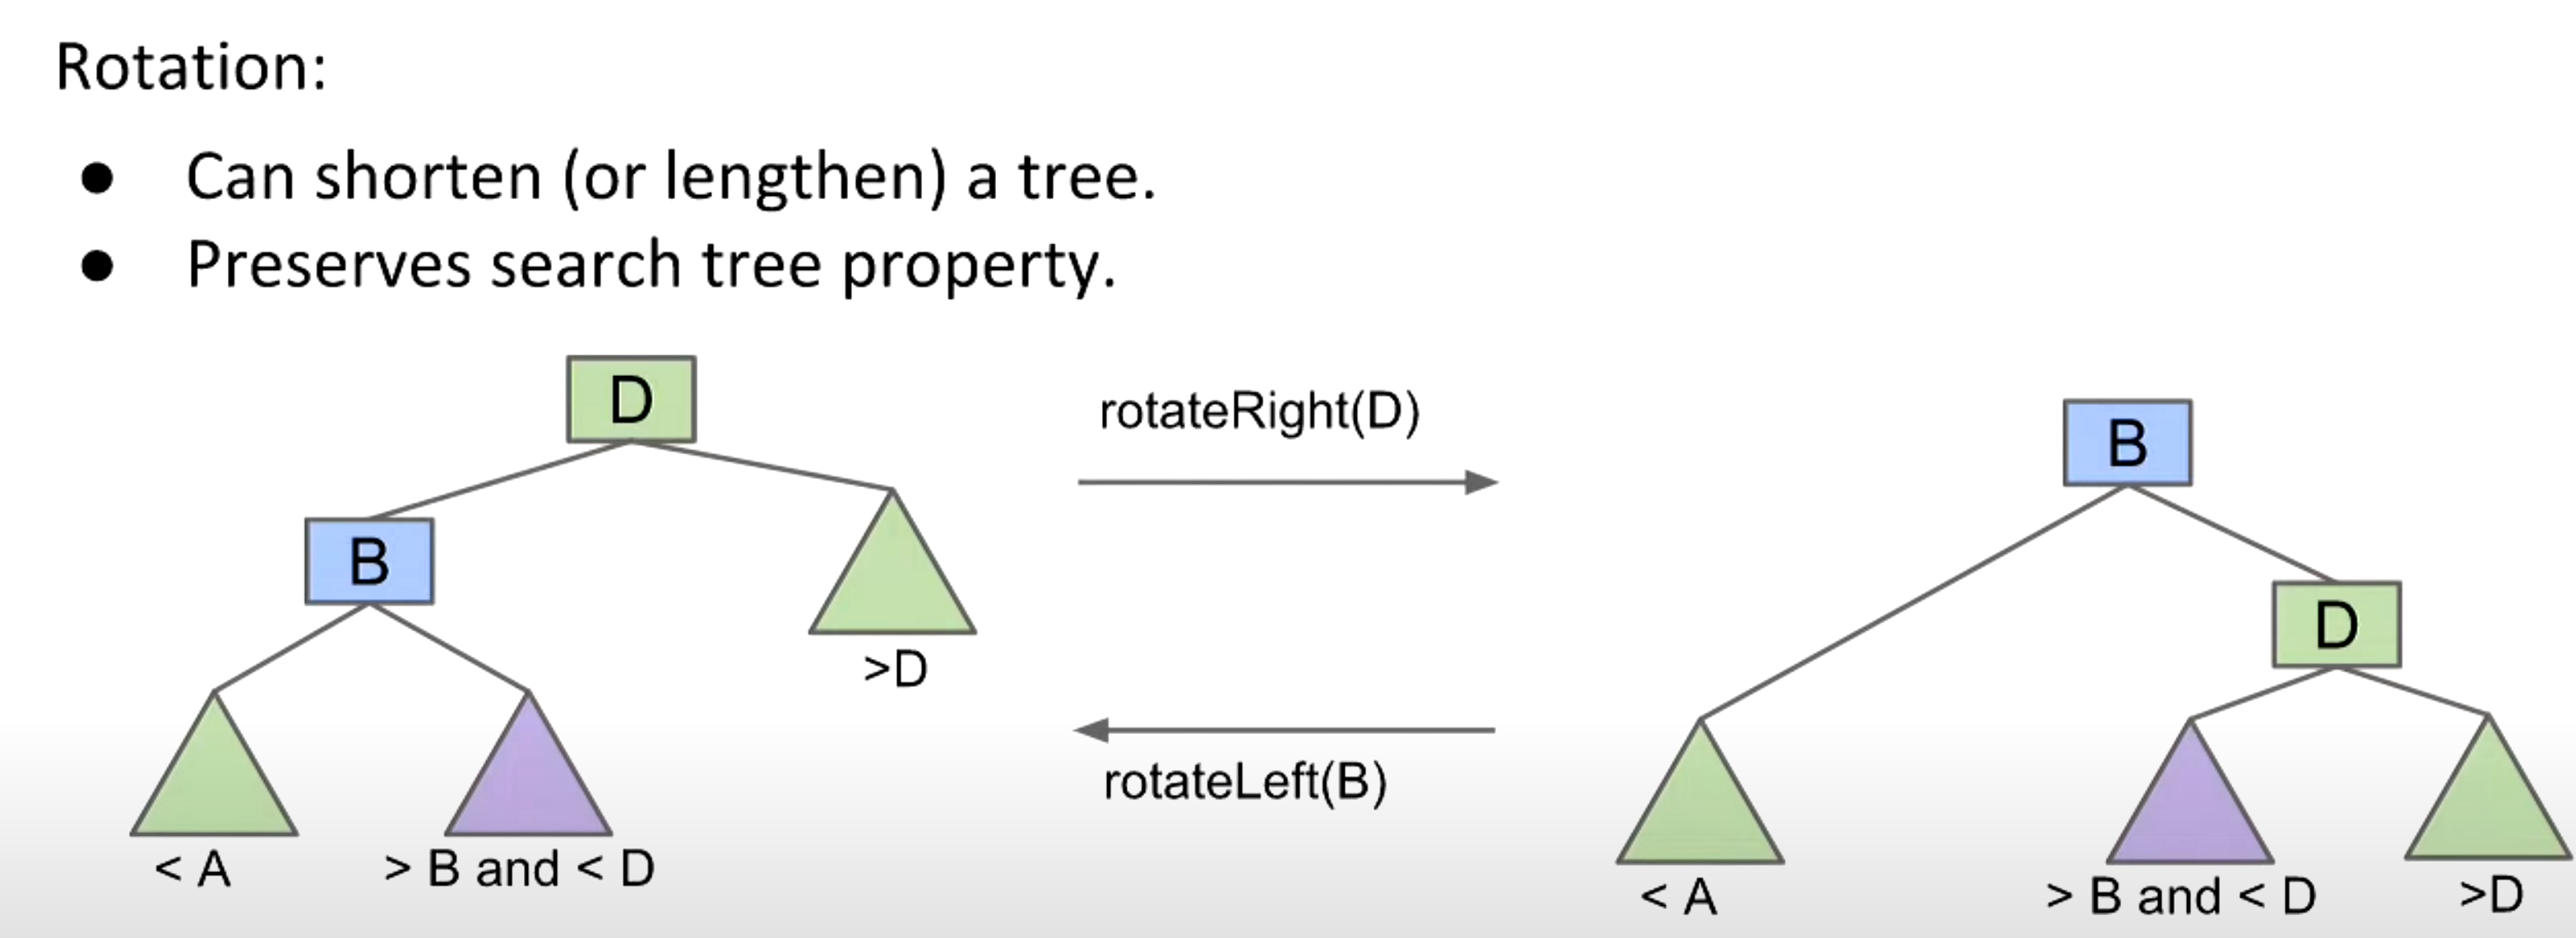 Rotation:
● Can shorten (or lengthen) a tree.
● Preserves search tree property.
D
rotateRight(D)
B
B
D
>D
rotateLeft(B)
< A
> B and < D
< A
> B and < D
>D